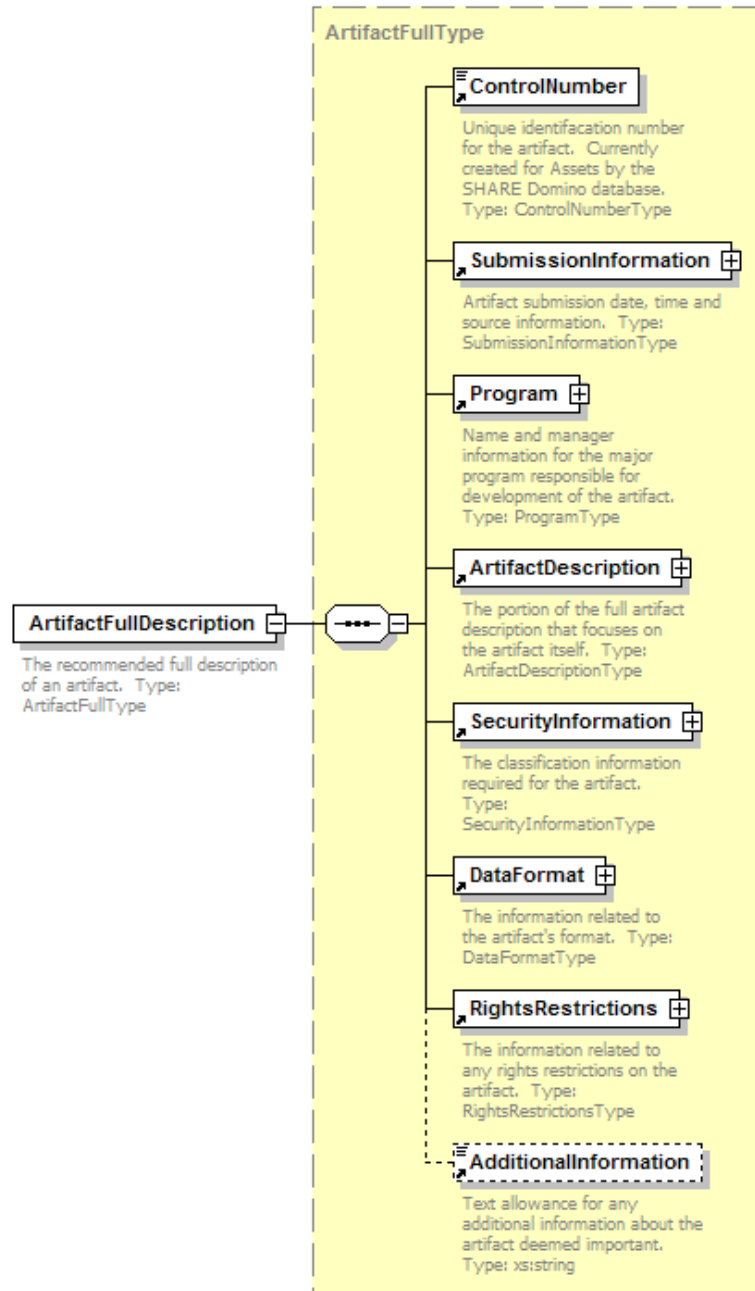 ArtifactFullType
ControlNumber
Unique identifacation number
for the artifact.  Currently
created for Assets by the
SHARE Domino database.
Type: ControlNumberType
SubmissionInformation
Artifact submission date, time and
source information.  Type:
SubmissionInformationType
Program
Name and manager
information for the major
program responsible for
development of the artifact.
Type: ProgramType
ArtifactDescription
The portion of the full artifact
description that focuses on
the artifact itself.  Type:
ArtifactDescriptionType
ArtifactFullDescription
The recommended full description
of an artifact.  Type:
ArtifactFullType
SecurityInformation
The classification information
required for the artifact.
Type:
SecurityInformationType
DataFormat
The information related to
the artifact's format.  Type:
DataFormatType
RightsRestrictions
The information related to
any rights restrictions on the
artifact.  Type:
RightsRestrictionsType
AdditionalInformation
Text allowance for any
additional information about the
artifact deemed important.
Type: xs:string